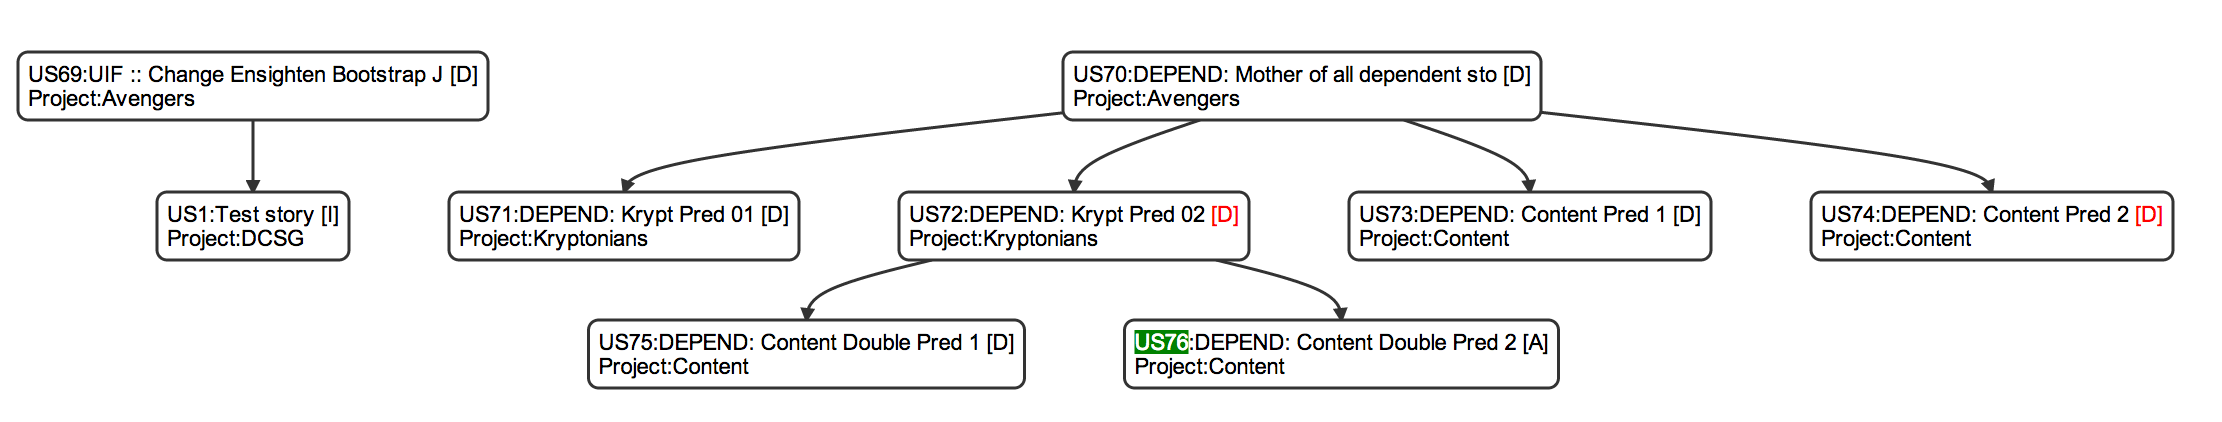 US69:UIF :: Change Ensighten Bootstrap J [D]
Project:Avengers
US70:DEPEND: Mother of all dependent sto [D]
Project:Avengers
US1:Test story [I]
Project:DCSG
US71:DEPEND: Krypt Pred 01 [D]
Project:Kryptonians
US72:DEPEND: Krypt Pred 02 [D]
Project:Kryptonians
US73:DEPEND: Content Pred 1 [D]
Project:Content
US74:DEPEND: Content Pred 2 [D]
Project:Content
US75:DEPEND: Content Double Pred 1 [D]
Project:Content
US76:DEPEND: Content Double Pred 2 [A]
Project:Content